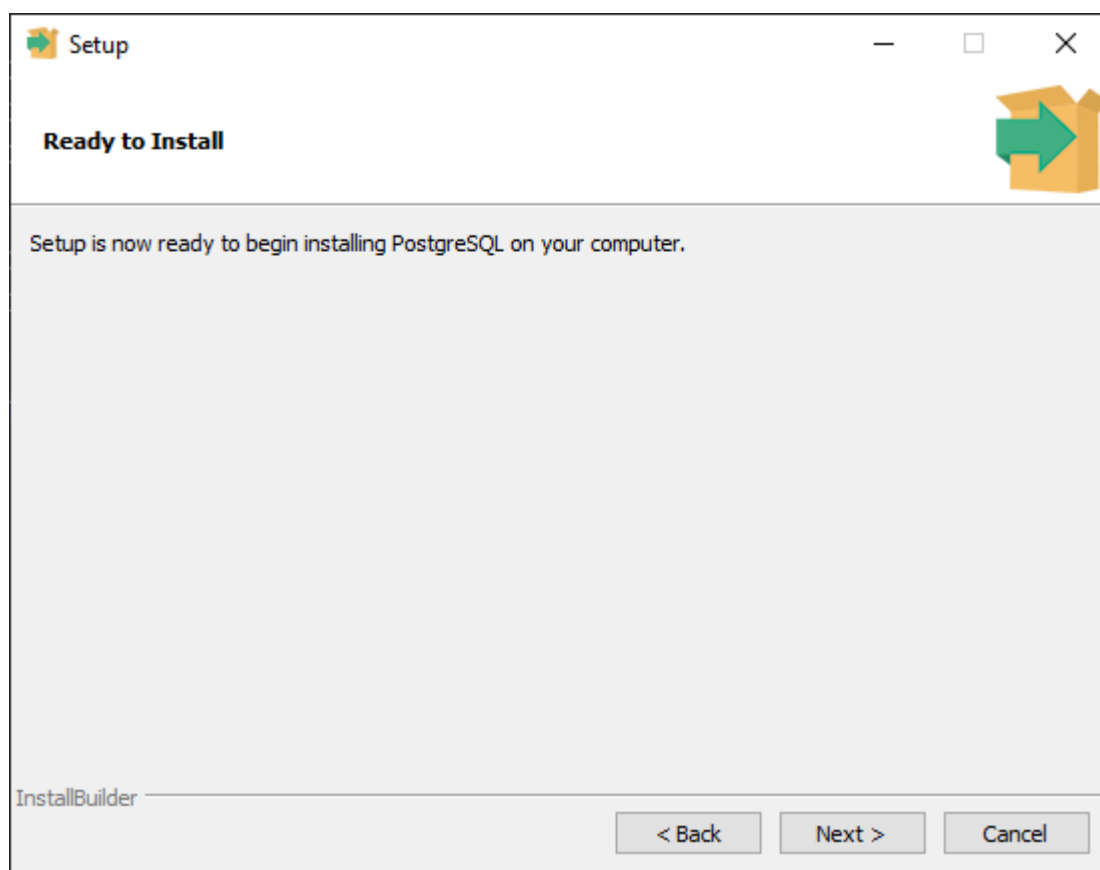 Setup
Ready to Install
Setup is now ready to begin installing PostgreSQL on your computer.
InstallBuilder
< Back
Next >
Cancel